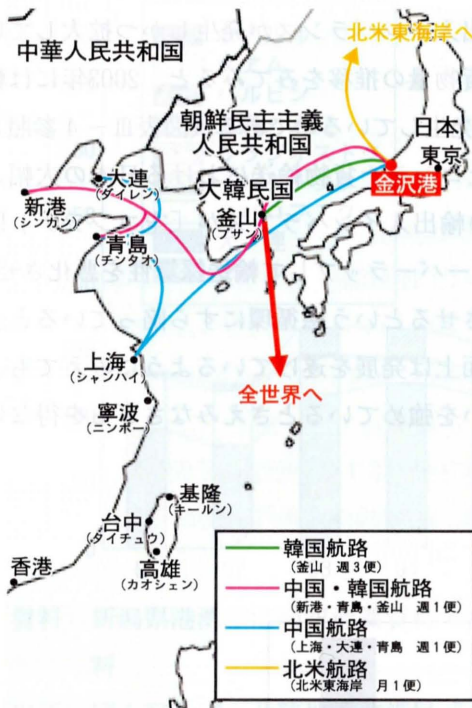 中華人民共和国
北米東海岸へ
朝鮮民主主義
人民共和国
日本
東京
大連
(ダイレン)
大韓民国
金沢港
新港
(シンガン)
釜山
(プサン)
青島
(チンタオ)
上海
(シャンハイ)
全世界へ
寧波
(ニンポー)
基隆
(キールン)
台中
(タイチュウ)
香港
高雄
(カオシェン)
韓国航路
(釜山 週3便)
中国・韓国航路
(新港・青島・釜山 週1便)
中国航路
(上海・大連・青島 週1便)
北米航路
(北米東海岸 月1便)